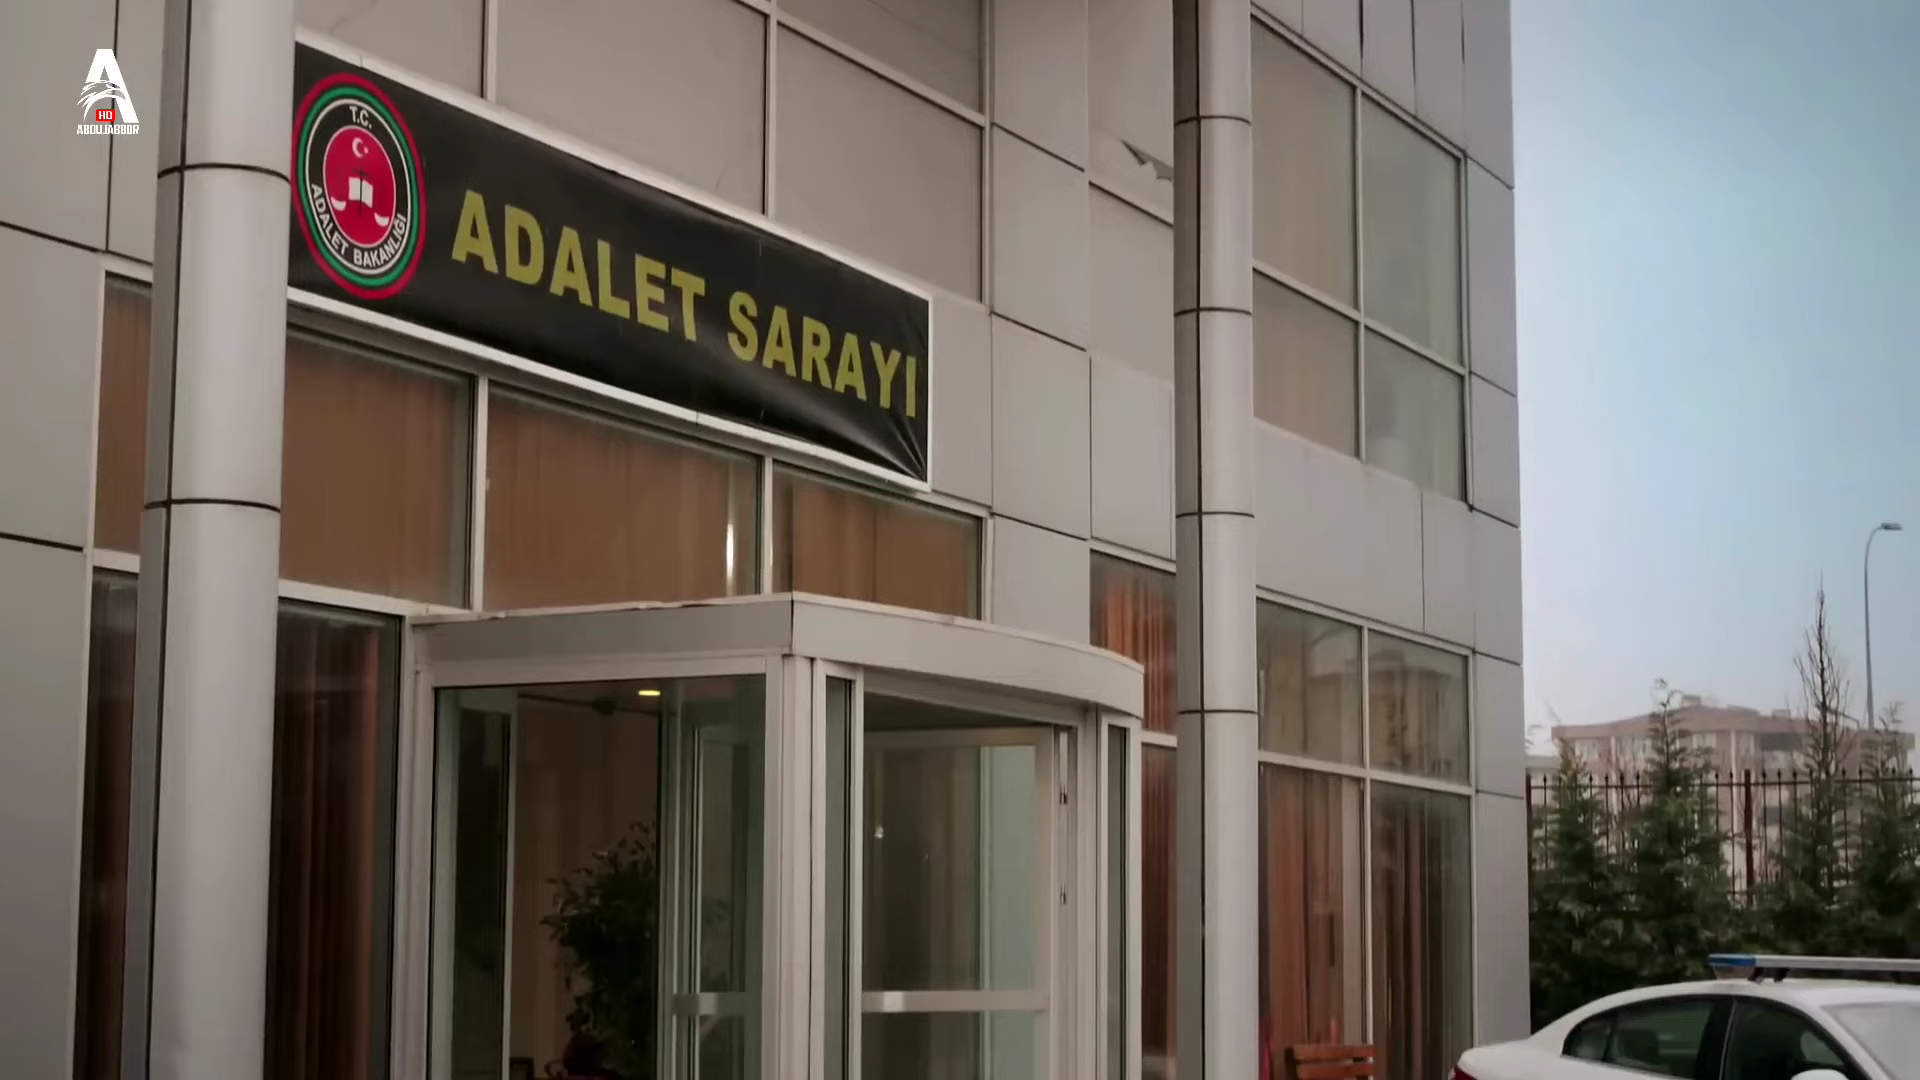 A
HD
ABDUJABBOR
T.C.
ADALET BAKANLIĞI
ADALET SARAYI